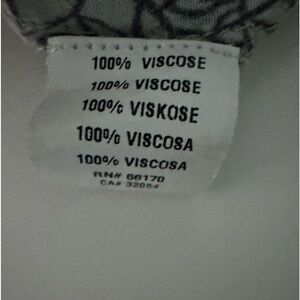 100% VISCOSE
100% VISCOSE
100% VISKOSE
100% VISCOSA
100% VISCOSA
RN# 66170
CA# 32054